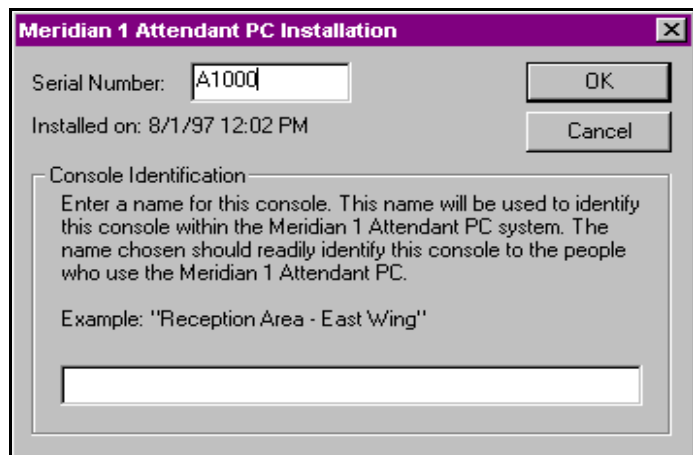 Meridian 1 Attendant PC Installation
Serial Number: A1000
OK
Installed on: 8/1/97 12:02 PM
Cancel
Console Identification
Enter a name for this console. This name will be used to identify
this console within the Meridian 1 Attendant PC system. The
name chosen should readily identify this console to the people
who use the Meridian 1 Attendant PC.
Example: "Reception Area - East Wing"